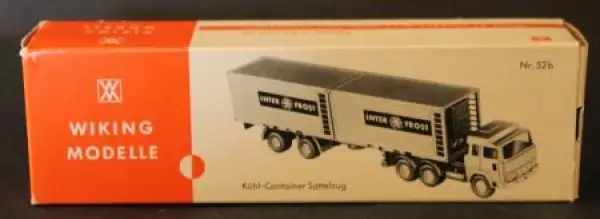 WIKING
MODELLE
Nr. 52b
INTER FROST
INTER FROST
Kühl-Container Sattelzug